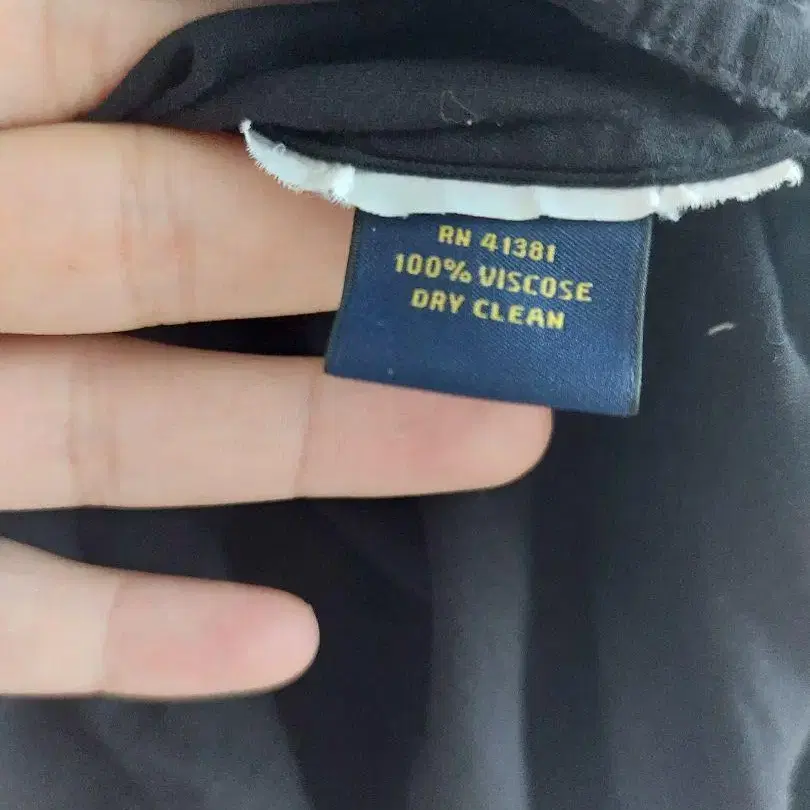 RN 41381
100% VISCOSE
DRY CLEAN